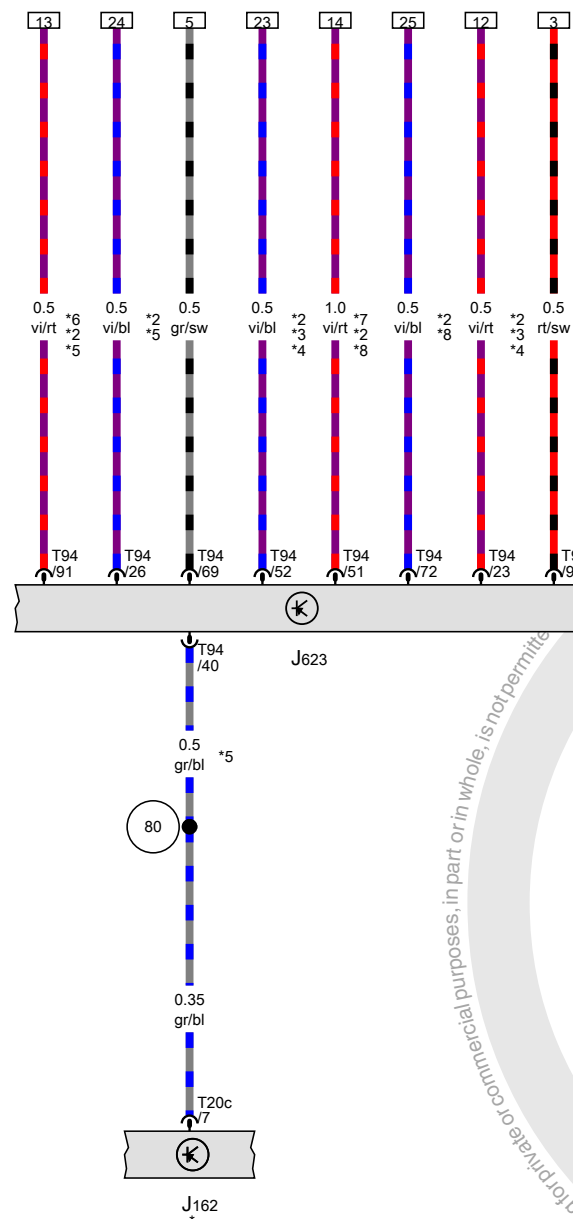 13 24 5 23 14 25 12 3
0.5 0.5 0.5 0.5 1.0 0.5 0.5 0.5
vi/rt vi/bl gr/sw vi/bl vi/rt vi/bl vi/rt rt/sw
*6 *2 *2 *7 *2 *2
*2 *5 *3 *2 *8 *3
*5 *4 *8 *4
T94 T94 T94 T94 T94 T94 T94
/91 /26 /69 /52 /51 /72 /23 /9
J623
T94
/40
0.5
gr/bl *5
80
0.35
gr/bl
T20c
/7
J162
*
for private or commercial purposes, in part or in whole, is not permitte